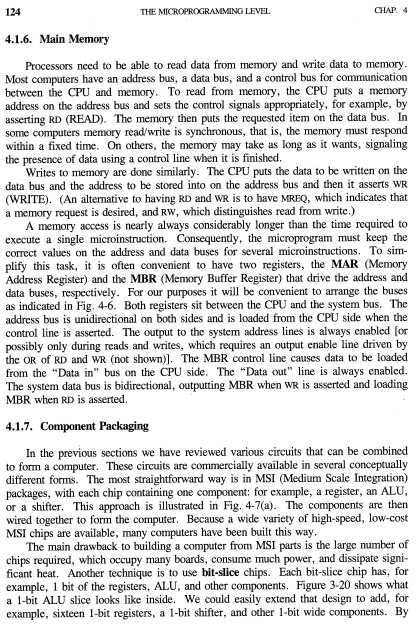 124 THE MICROPROGRAMMING LEVEL CHAP. 4
4.1.6. Main Memory
Processors need to be able to read data from memory and write data to memory.
Most computers have an address bus, a data bus, and a control bus for communication
between the CPU and memory. To read from memory, the CPU puts a memory
address on the address bus and sets the control signals appropriately, for example, by
asserting RD (READ). The memory then puts the requested item on the data bus. In
some computers memory read/write is synchronous, that is, the memory must respond
within a fixed time. On others, the memory may take as long as it wants, signaling
the presence of data using a control line when it is finished.
Writes to memory are done similarly. The CPU puts the data to be written on the
data bus and the address to be stored into on the address bus and then it asserts WR
(WRITE). (An alternative to having RD and WR is to have MREQ, which indicates that
a memory request is desired, and RW, which distinguishes read from write.)
A memory access is nearly always considerably longer than the time required to
execute a single microinstruction. Consequently, the microprogram must keep the
correct values on the address and data buses for several microinstructions. To sim-
plify this task, it is often convenient to have two registers, the MAR (Memory
Address Register) and the MBR (Memory Buffer Register) that drive the address and
data buses, respectively. For our purposes it will be convenient to arrange the buses
as indicated in Fig. 4-6. Both registers sit between the CPU and the system bus. The
address bus is unidirectional on both sides and is loaded from the CPU side when the
control line is asserted. The output to the system address lines is always enabled [or
possibly only during reads and writes, which requires an output enable line driven by
the OR of RD and WR (not shown)]. The MBR control line causes data to be loaded
from the "Data in" bus on the CPU side. The "Data out" line is always enabled.
The system data bus is bidirectional, outputting MBR when WR is asserted and loading
MBR when RD is asserted.
4.1.7. Component Packaging
In the previous sections we have reviewed various circuits that can be combined
to form a computer. These circuits are commercially available in several conceptually
different forms. The most straightforward way is in MSI (Medium Scale Integration)
packages, with each chip containing one component: for example, a register, an ALU,
or a shifter. This approach is illustrated in Fig. 4-7(a). The components are then
wired together to form the computer. Because a wide variety of high-speed, low-cost
MSI chips are available, many computers have been built this way.
The main drawback to building a computer from MSI parts is the large number of
chips required, which occupy many boards, consume much power, and dissipate signi-
ficant heat. Another technique is to use bit-slice chips. Each bit-slice chip has, for
example, 1 bit of the registers, ALU, and other components. Figure 3-20 shows what
a 1-bit ALU slice looks like inside. We could easily extend that design to add, for
example, sixteen 1-bit registers, a 1-bit shifter, and other 1-bit wide components. By